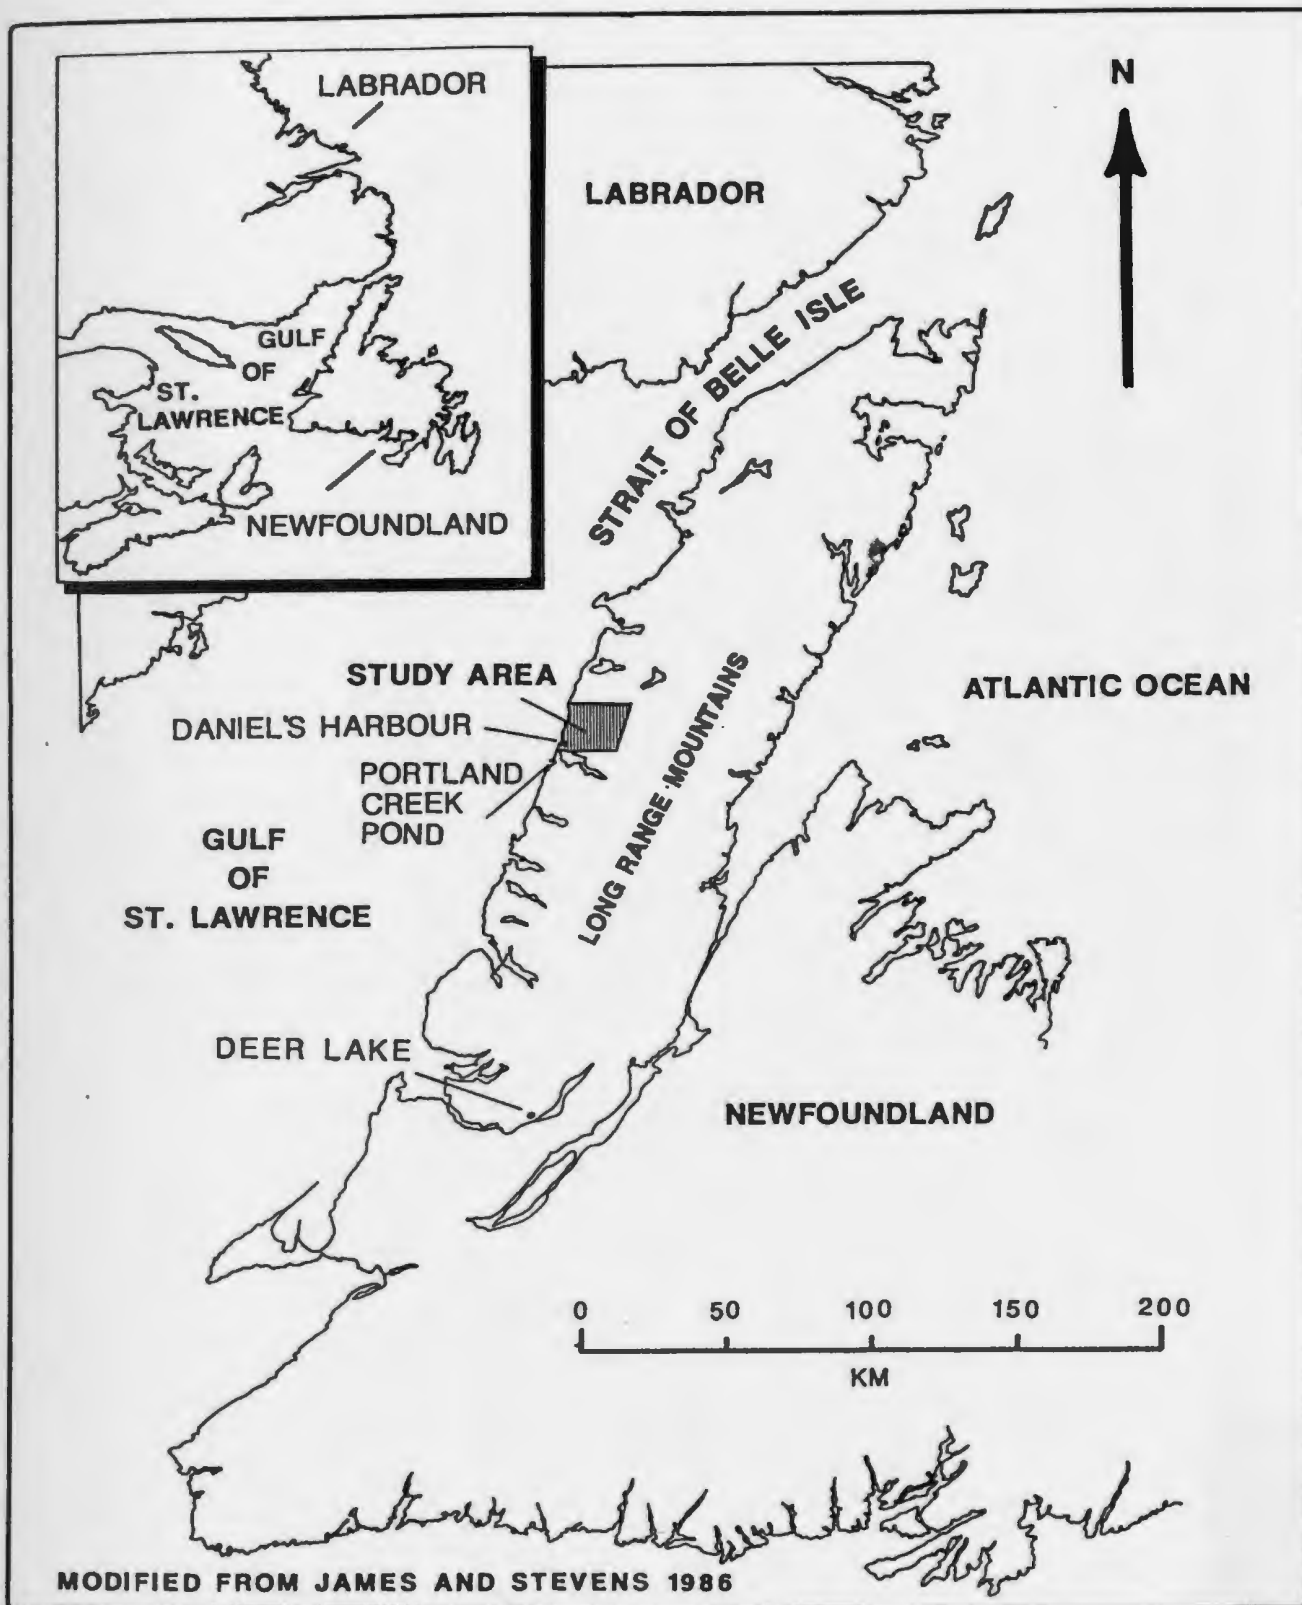 LABRADOR
GULF
OF
ST.
LAWRENCE
NEWFOUNDLAND
N
LABRADOR
STRAIT OF BELLE ISLE
STUDY AREA
DANIEL'S HARBOUR
PORTLAND
CREEK
POND
LONG RANGE MOUNTAINS
ATLANTIC OCEAN
GULF
OF
ST. LAWRENCE
DEER LAKE
NEWFOUNDLAND
0 50 100 150 200
KM
MODIFIED FROM JAMES AND STEVENS 1986